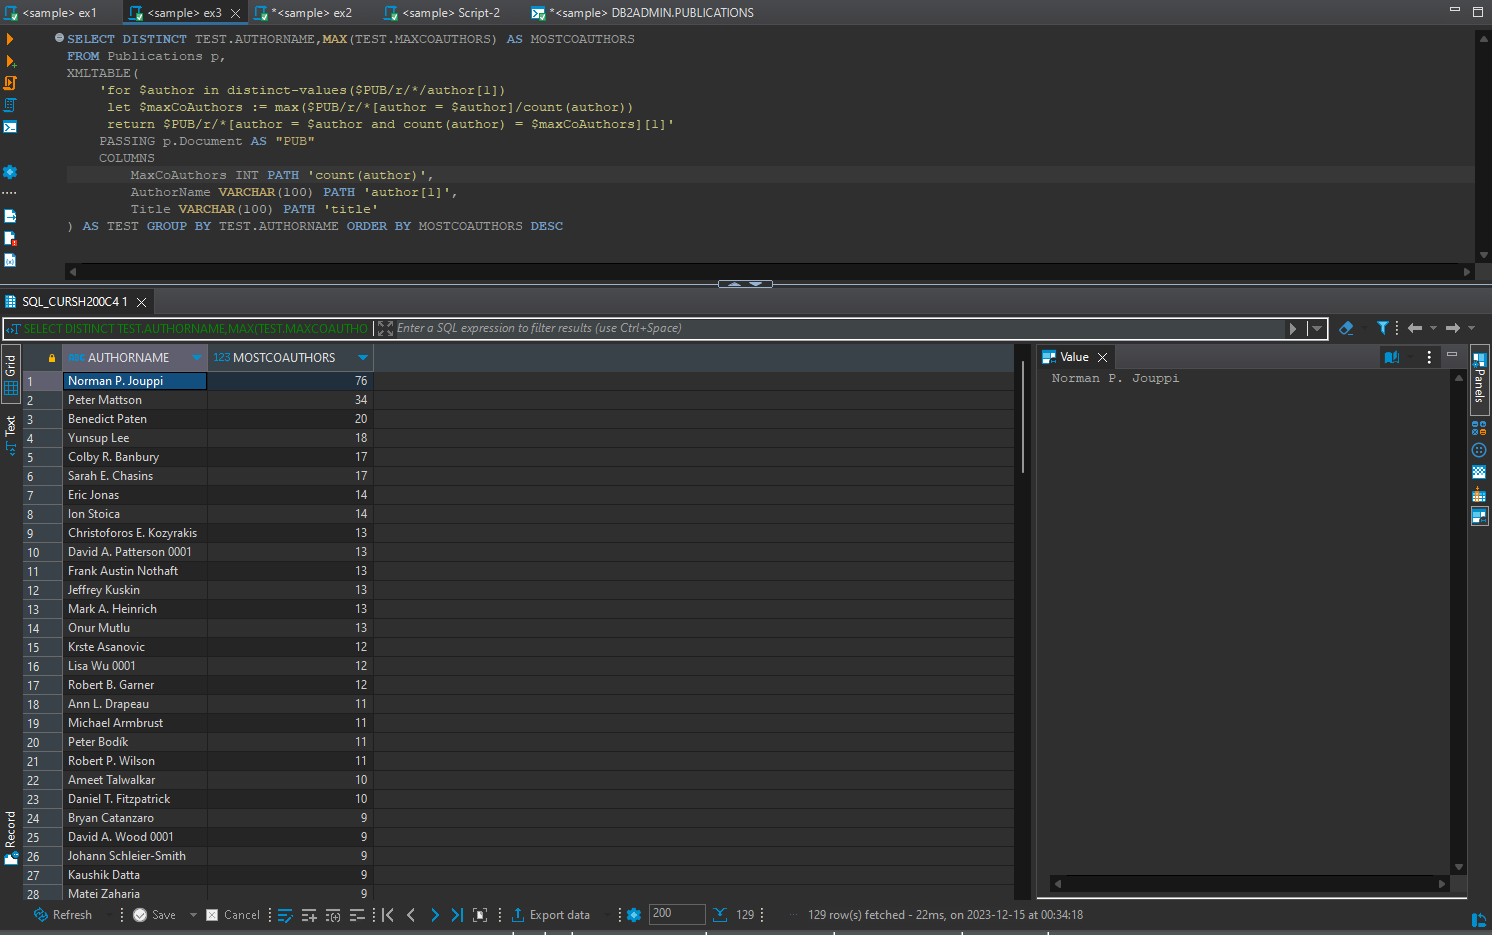 <sample> ex1
<sample> ex3
*<sample> ex2
<sample> Script-2
*<sample> DB2ADMIN.PUBLICATIONS
SELECT DISTINCT TEST.AUTHORNAME,MAX(TEST.MAXCOAUTHORS) AS MOSTCOAUTHORS
FROM Publications p,
XMLTABLE(
'for $author in distinct-values($PUB/r/*/author[1])
let $maxCoAuthors := max($PUB/r/*[author = $author]/count(author))
return $PUB/r/*[author = $author and count(author) = $maxCoAuthors][1]'
PASSING p.Document AS "PUB"
COLUMNS
MaxCoAuthors INT PATH 'count(author)',
AuthorName VARCHAR(100) PATH 'author[1]',
Title VARCHAR(100) PATH 'title'
) AS TEST GROUP BY TEST.AUTHORNAME ORDER BY MOSTCOAUTHORS DESC
SQL_CURSH200C4 1
SELECT DISTINCT TEST.AUTHORNAME,MAX(TEST.MAXCOAUTHO
Enter a SQL expression to filter results (use Ctrl+Space)
Grid
Text
Record
ABC AUTHORNAME
123 MOSTCOAUTHORS
1 Norman P. Jouppi 76
2 Peter Mattson 34
3 Benedict Paten 20
4 Yunsup Lee 18
5 Colby R. Banbury 17
6 Sarah E. Chasins 17
7 Eric Jonas 14
8 Ion Stoica 14
9 Christoforos E. Kozyrakis 13
10 David A. Patterson 0001 13
11 Frank Austin Nothaft 13
12 Jeffrey Kuskin 13
13 Mark A. Heinrich 13
14 Onur Mutlu 13
15 Krste Asanovic 12
16 Lisa Wu 0001 12
17 Robert B. Garner 12
18 Ann L. Drapeau 11
19 Michael Armbrust 11
20 Peter Bodík 11
21 Robert P. Wilson 11
22 Ameet Talwalkar 10
23 Daniel T. Fitzpatrick 10
24 Bryan Catanzaro 9
25 David A. Wood 0001 9
26 Johann Schleier-Smith 9
27 Kaushik Datta 9
28 Matei Zaharia 9
Value
Norman P. Jouppi
Panels
Refresh
Save
Cancel
Export data
200
129
129 row(s) fetched - 22ms, on 2023-12-15 at 00:34:18